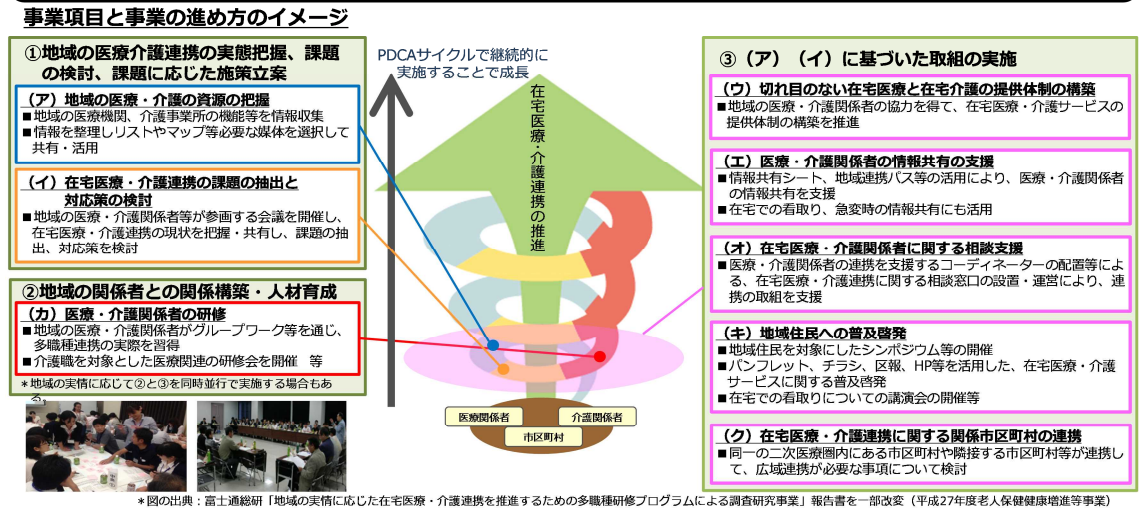 事業項目と事業の進め方のイメージ
①地域の医療介護連携の実態把握、課題
の検討、課題に応じた施策立案
(ア)地域の医療・介護の資源の把握
■地域の医療機関、介護事業所の機能等を情報収集
■情報を整理しリストやマップ等必要な媒体を選択して
共有・活用
(イ)在宅医療・介護連携の課題の抽出と
対応策の検討
■地域の医療・介護関係者等が参画する会議を開催し、
在宅医療・介護連携の現状を把握・共有し、課題の抽
出、対応策を検討
②地域の関係者との関係構築・人材育成
(カ)医療・介護関係者の研修
■地域の医療・介護関係者がグループワーク等を通じ、
多職種連携の実際を習得
■介護職を対象とした医療関連の研修会を開催 等
*地域の実情に応じて②と③を同時並行で実施する場合もあ
る。
PDCAサイクルで継続的に
実施することで成長
在宅医療・介護連携の推進
医療関係者
介護関係者
市区町村
③(ア)(イ)に基づいた取組の実施
(ウ)切れ目のない在宅医療と在宅介護の提供体制の構築
■地域の医療・介護関係者の協力を得て、在宅医療・介護サービスの
提供体制の構築を推進
(エ)医療・介護関係者の情報共有の支援
■情報共有シート、地域連携パス等の活用により、医療・介護関係者
の情報共有を支援
■在宅での看取り、急変時の情報共有にも活用
(オ)在宅医療・介護関係者に関する相談支援
■医療・介護関係者の連携を支援するコーディネーターの配置等によ
る、在宅医療・介護連携に関する相談窓口の設置・運営により、連
携の取組を支援
(キ)地域住民への普及啓発
■地域住民を対象にしたシンポジウム等の開催
■パンフレット、チラシ、区報、HP等を活用した、在宅医療・介護
サービスに関する普及啓発
■在宅での看取りについての講演会の開催等
(ク)在宅医療・介護連携に関する関係市区町村の連携
■同一の二次医療圏内にある市区町村や隣接する市区町村等が連携し
て、広域連携が必要な事項について検討
*図の出典:富士通総研「地域の実情に応じた在宅医療・介護連携を推進するための多職種研修プログラムによる調査研究事業」報告書を一部改変(平成27年度老人保健健康増進等事業)